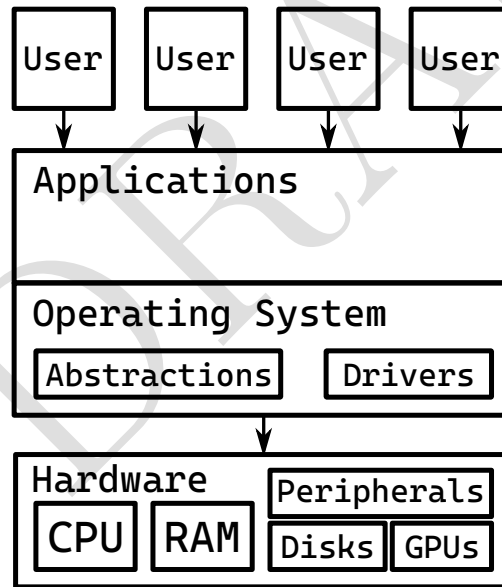 User User User User
Applications
Operating System
Abstractions Drivers
Hardware
Peripherals
CPU RAM
Disks GPUs